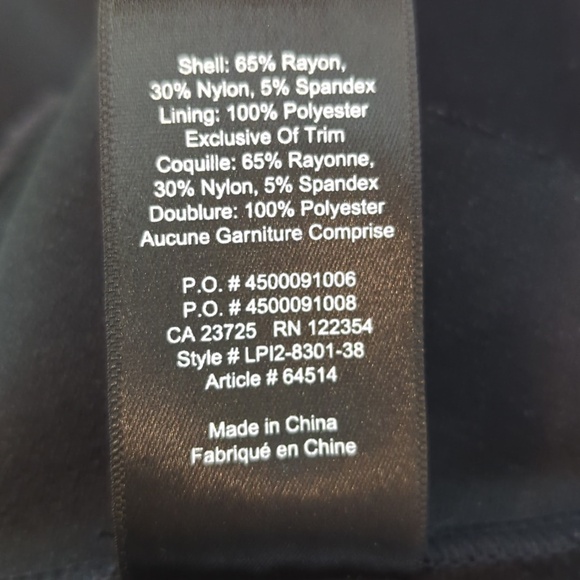 Shell: 65% Rayon,
30% Nylon, 5% Spandex
Lining: 100% Polyester
Exclusive Of Trim
Coquille: 65% Rayonne,
30% Nylon, 5% Spandex
Doublure: 100% Polyester
Aucune Garniture Comprise
P.O. # 4500091006
P.O. # 4500091008
CA 23725 RN 122354
Style # LPI2-8301-38
Article # 64514
Made in China
Fabriqué en Chine